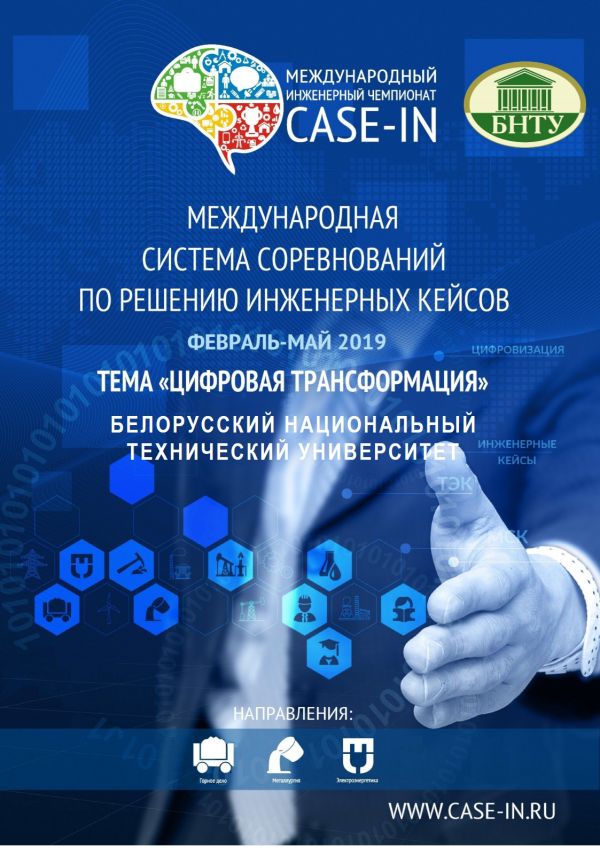 МЕЖДУНАРОДНЫЙ
ИНЖЕНЕРНЫЙ ЧЕМПИОНАТ
CASE-IN
БНТУ
МЕЖДУНАРОДНАЯ
СИСТЕМА СОРЕВНОВАНИЙ
ПО РЕШЕНИЮ ИНЖЕНЕРНЫХ КЕЙСОВ
ФЕВРАЛЬ-МАЙ 2019
ЦИФРОВИЗАЦИЯ
ТЕМА «ЦИФРОВАЯ ТРАНСФОРМАЦИЯ»
БЕЛОРУССКИЙ НАЦИОНАЛЬНЫЙ
ТЕХНИЧЕСКИЙ УНИВЕРСИТЕТ
ИНЖЕНЕРНЫЕ
КЕЙСЫ
ТЭК
МСК
НАПРАВЛЕНИЯ:
Горное дело
Металлургия
Электроэнергетика
WWW.CASE-IN.RU